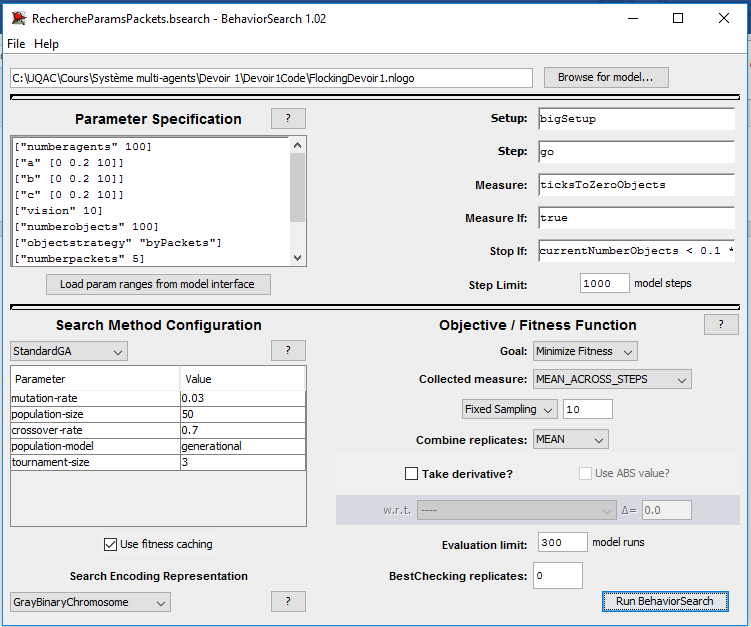 RechercheParamsPackets.bsearch - BehaviorSearch 1.02
File Help
C:\UQAC\Cours\Système multi-agents\Devoir 1\Devoir1Code\FlockingDevoir1.nlogo
Browse for model...
Parameter Specification
?
["numberagents" 100]
["a" [0 0.2 10]]
["b" [0 0.2 10]]
["c" [0 0.2 10]]
["vision" 10]
["numberobjects" 100]
["objectstrategy" "byPackets"]
["numberpackets" 5]
Load param ranges from model interface
Setup: bigSetup
Step: go
Measure: ticksToZeroObjects
Measure If: true
Stop If: currentNumberObjects < 0.1 *
Step Limit: 1000 model steps
Search Method Configuration
StandardGA
?
Parameter Value
mutation-rate 0.03
population-size 50
crossover-rate 0.7
population-model generational
tournament-size 3
Use fitness caching
Search Encoding Representation
GrayBinaryChromosome
?
Objective / Fitness Function
?
Goal: Minimize Fitness
Collected measure: MEAN_ACROSS_STEPS
Fixed Sampling 10
Combine replicates: MEAN
Take derivative? Use ABS value?
w.r.t. ---- Δ= 0.0
Evaluation limit: 300 model runs
BestChecking replicates: 0
Run BehaviorSearch